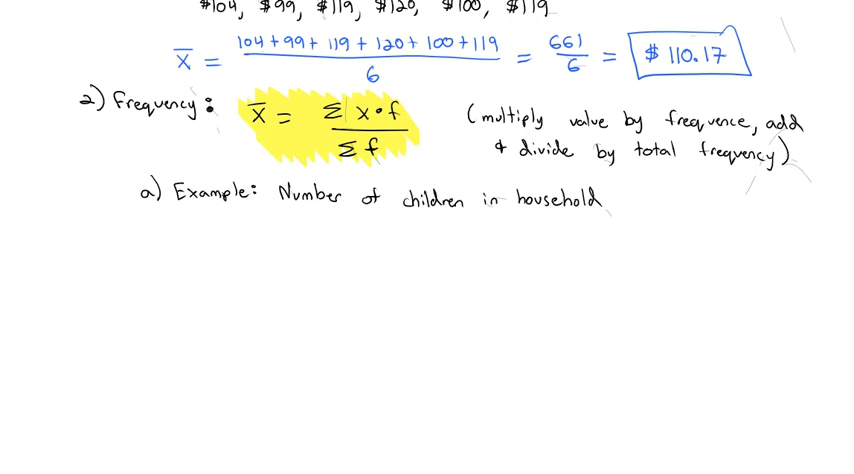 $104, $99, $119, $120, $100, $119
x̄ = 104+99+119+120+100+119 / 6 = 661/6 = $110.17
2) Frequency: x̄ = Σ x•f / Σ f (multiply value by frequence, add
& divide by total frequency)
a) Example: Number of children in household